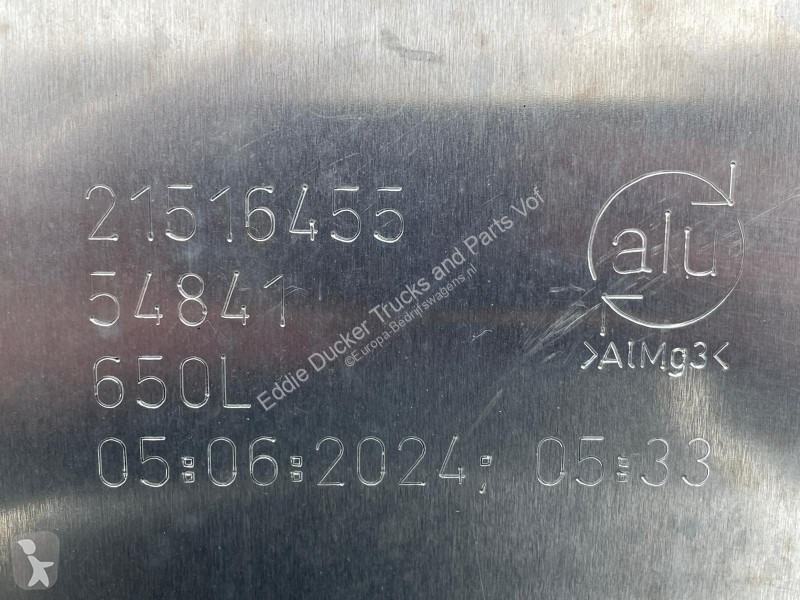 21516455
54841
650L
05:06:2024; 05:33
alu
>AlMg3<
Eddie Ducker Trucks and Parts Vof
©Europa-Bedrijfswagens.nl